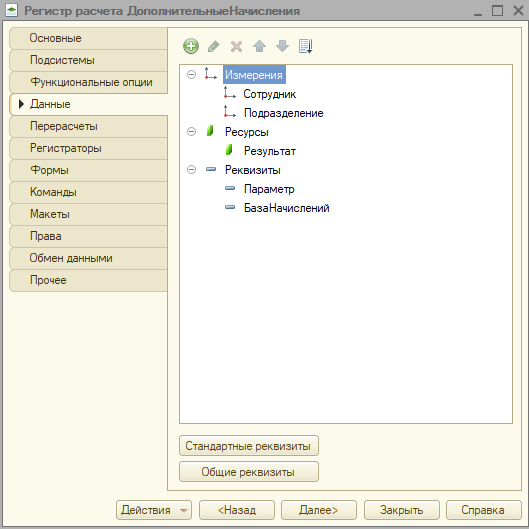 Регистр расчета ДополнительныеНачисления
Основные
Подсистемы
Функциональные опции
Данные
Перерасчеты
Регистраторы
Формы
Команды
Макеты
Права
Обмен данными
Прочее
Измерения
Сотрудник
Подразделение
Ресурсы
Результат
Реквизиты
Параметр
БазаНачислений
Стандартные реквизиты
Общие реквизиты
Действия
<Назад
Далее>
Закрыть
Справка